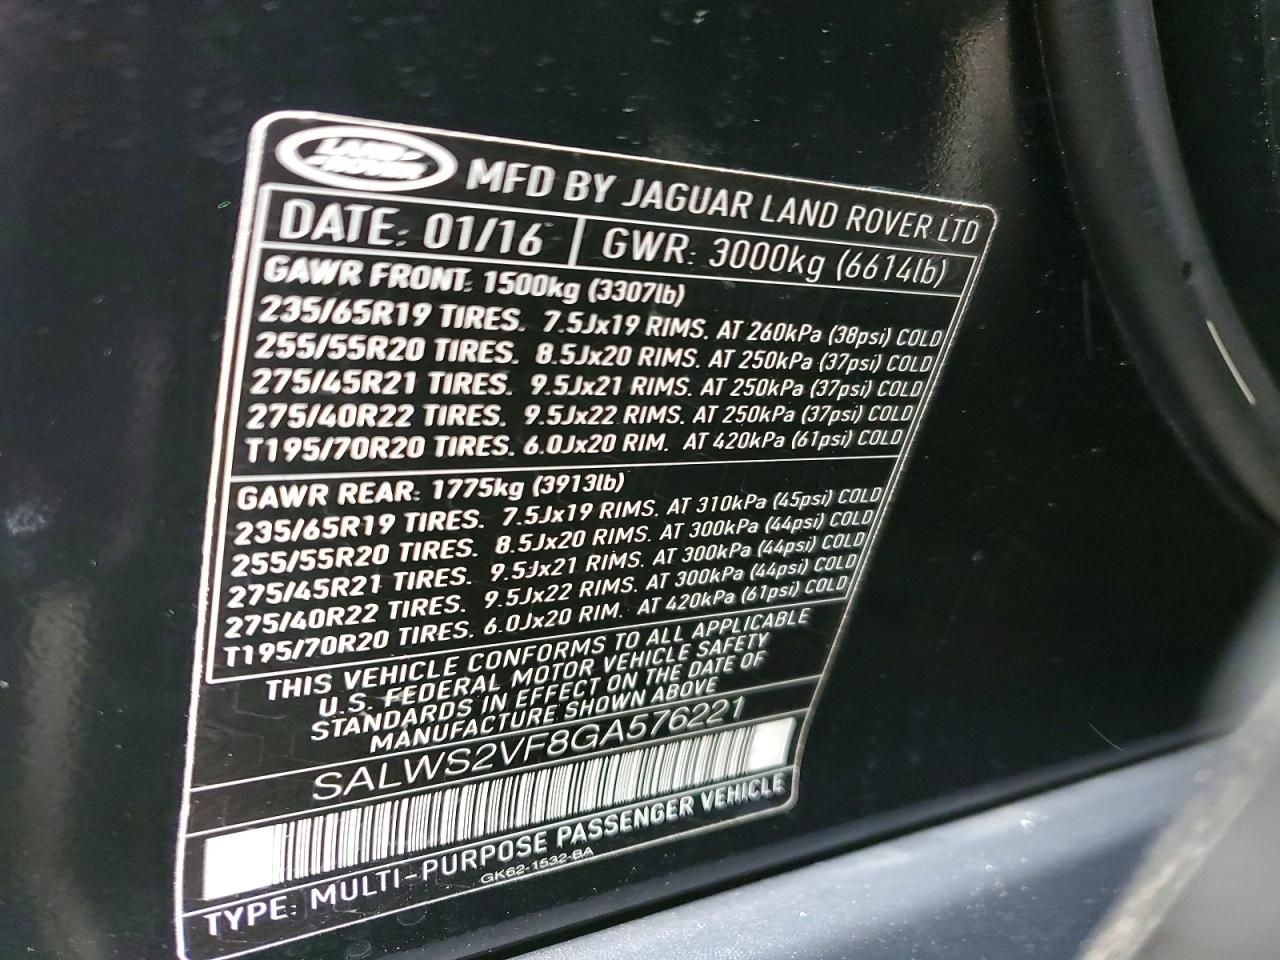 LAND
ROVER
MFD BY JAGUAR LAND ROVER LTD
DATE: 01/16 GWR: 3000kg (6614lb)
GAWR FRONT: 1500kg (3307lb)
235/65R19 TIRES. 7.5Jx19 RIMS. AT 260kPa (38psi) COLD
255/55R20 TIRES. 8.5Jx20 RIMS. AT 250kPa (37psi) COLD
275/45R21 TIRES. 9.5Jx21 RIMS. AT 250kPa (37psi) COLD
275/40R22 TIRES. 9.5Jx22 RIMS. AT 250kPa (37psi) COLD
T195/70R20 TIRES. 6.0Jx20 RIM. AT 420kPa (61psi) COLD
GAWR REAR: 1775kg (3913lb)
235/65R19 TIRES. 7.5Jx19 RIMS. AT 310kPa (45psi) COLD
255/55R20 TIRES. 8.5Jx20 RIMS. AT 300kPa (44psi) COLD
275/45R21 TIRES. 9.5Jx21 RIMS. AT 300kPa (44psi) COLD
275/40R22 TIRES. 9.5Jx22 RIMS. AT 300kPa (44psi) COLD
T195/70R20 TIRES. 6.0Jx20 RIM. AT 420kPa (61psi) COLD
THIS VEHICLE CONFORMS TO ALL APPLICABLE
U.S. FEDERAL MOTOR VEHICLE SAFETY
STANDARDS IN EFFECT ON THE DATE OF
MANUFACTURE SHOWN ABOVE
SALWS2VF8GA576221
TYPE: MULTI-PURPOSE PASSENGER VEHICLE
GK62-1532-BA